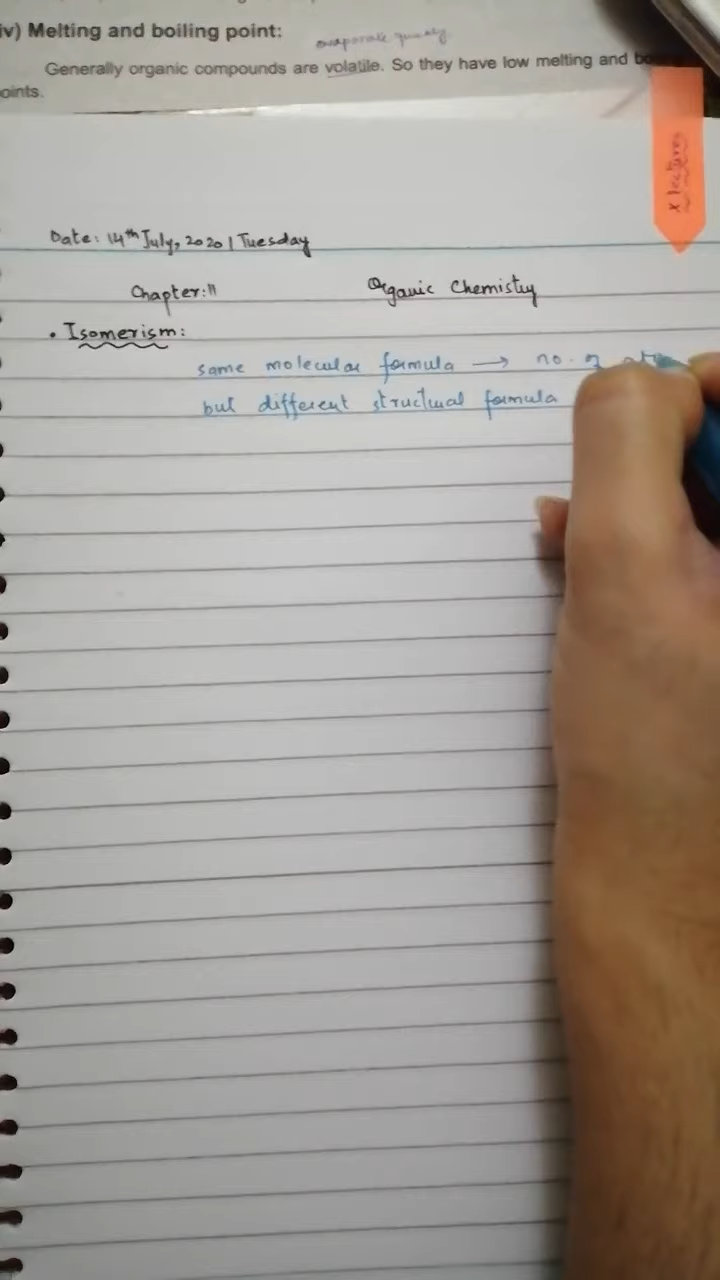 iv) Melting and boiling point:
evaporate quickly
Generally organic compounds are volatile. So they have low melting and
oints.
x lectures
Date: 14th July, 2020 | Tuesday
Chapter: 11 Organic Chemistry
• Isomerism:
same molecular formula → no. of
but different structural formula